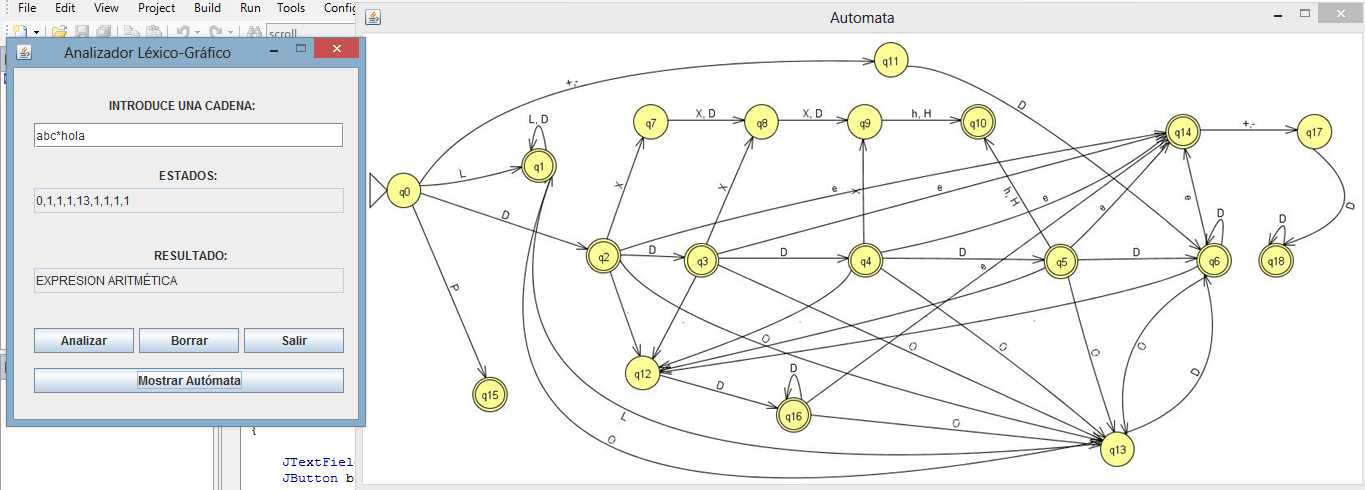 File Edit View Project Build Run Tools
scroll
Analizador Léxico-Gráfico
INTRODUCE UNA CADENA:
abc*hola
ESTADOS:
0,1,1,1,13,1,1,1,1
RESULTADO:
EXPRESION ARITMÉTICA
Analizar Borrar Salir
Mostrar Autómata
{
JTextFiel
JButton b
Automata
q11
+,-
D
q7 X, D q8 X, D q9 h, H q10
L, D
q14 +,- q17
q1
L
q0
X X X e e e e e h, H
D D
D
q2 D q3 D q4 D q5 D q6
D
q18
D
P
e
O O O O O
q12 D
D
q15
D
q16
L
O
O
q13